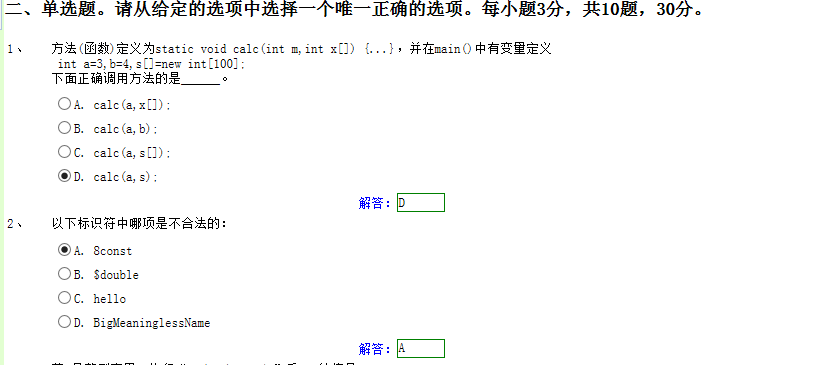 二、单选题。请从给定的选项中选择一个唯一正确的选项。每小题3分，共10题，30分。
1、 方法(函数)定义为static void calc(int m,int x[]) {...}，并在main()中有变量定义
int a=3,b=4,s[]=new int[100];
下面正确调用方法的是______。
A. calc(a,x[]);
B. calc(a,b);
C. calc(a,s[]);
D. calc(a,s);
解答： D
2、 以下标识符中哪项是不合法的:
A. 8const
B. $double
C. hello
D. BigMeaninglessName
解答： A